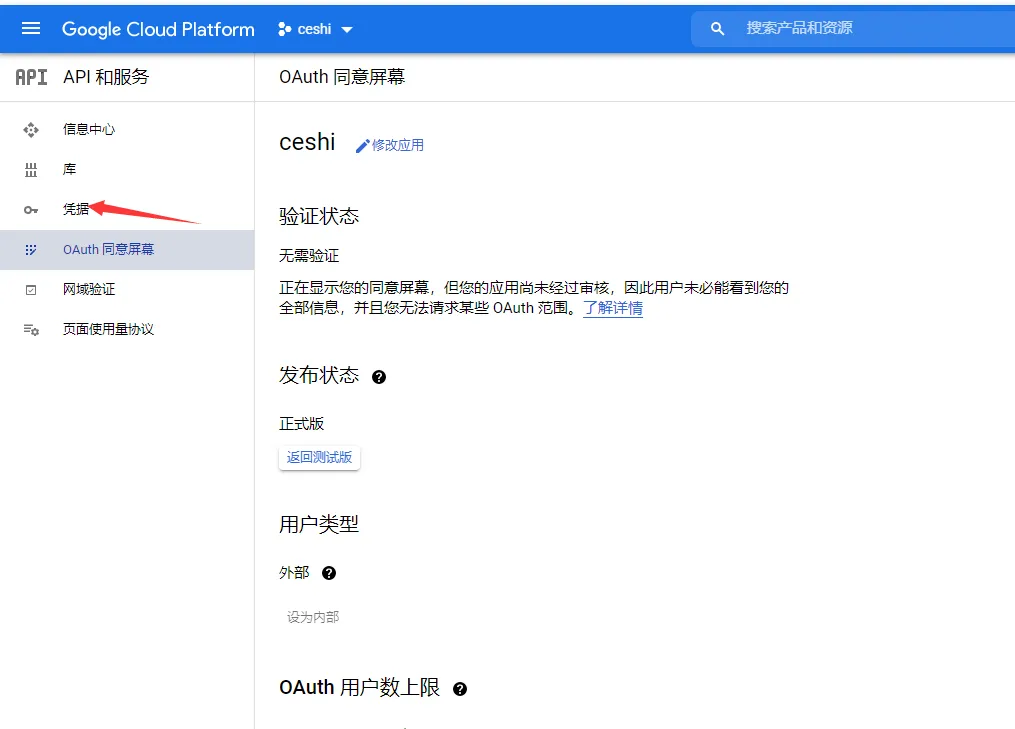 Google Cloud Platform
ceshi
搜索产品和资源
API
API 和服务
OAuth 同意屏幕
信息中心
库
凭据
OAuth 同意屏幕
网域验证
页面使用量协议
ceshi
修改应用
验证状态
无需验证
正在显示您的同意屏幕，但您的应用尚未经过审核，因此用户未必能看到您的
全部信息，并且您无法请求某些 OAuth 范围。了解详情
发布状态
正式版
返回测试版
用户类型
外部
设为内部
OAuth 用户数上限